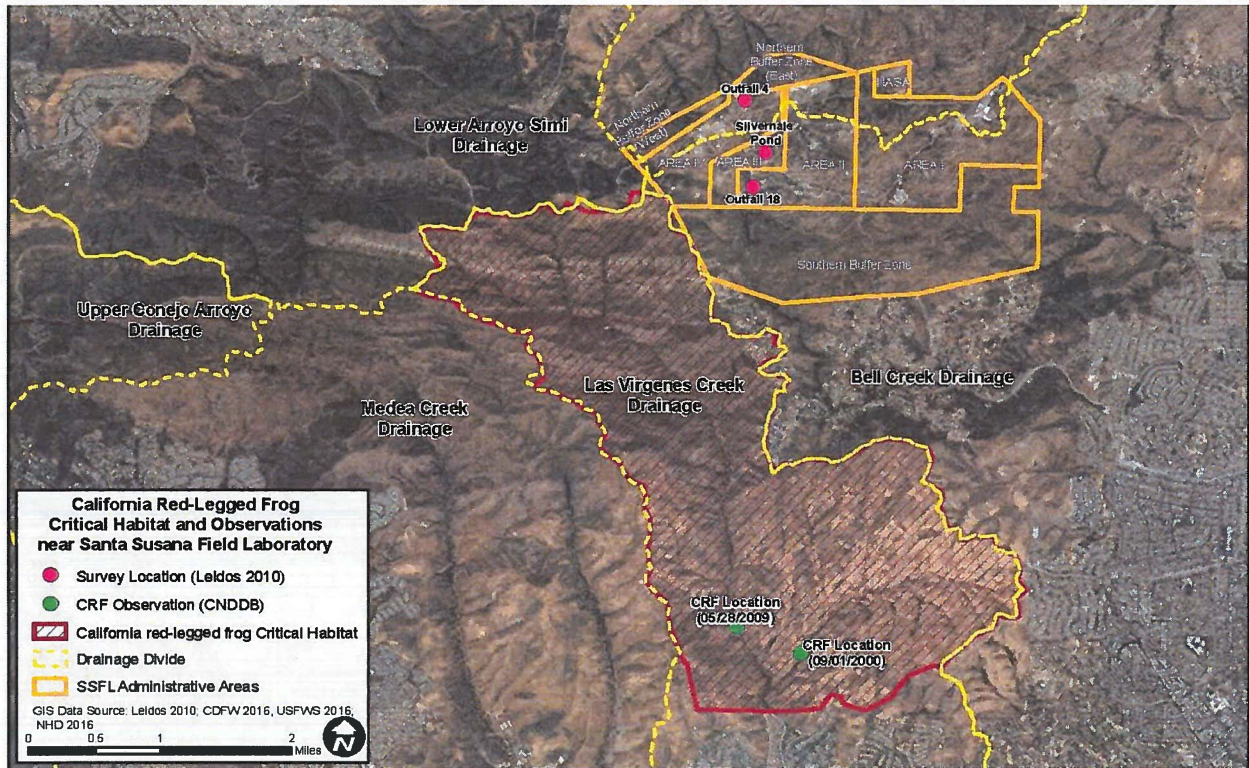 Northern
Buffer Zone
(East)
IASA
Outfall 4
Northern
Buffer Zone
(West)
Lower Arroyo Simi
Drainage
Silvernale
Pond
AREA III
AREA II
AREA I
Outfall 18
Southern Buffer Zone
Upper Conejo Arroyo
Drainage
Las Virgenes Creek
Drainage
Bell Creek Drainage
Medea Creek
Drainage
CRF Location
(05/28/2009)
CRF Location
(09/01/2000)
California Red-Legged Frog
Critical Habitat and Observations
near Santa Susana Field Laboratory
Survey Location (Leidos 2010)
CRF Observation (CNDDB)
California red-legged frog Critical Habitat
Drainage Divide
SSFL Administrative Areas
GIS Data Source: Leidos 2010; CDFW 2016, USFWS 2016,
NHD 2016
0 0.5 1 2
Miles
N